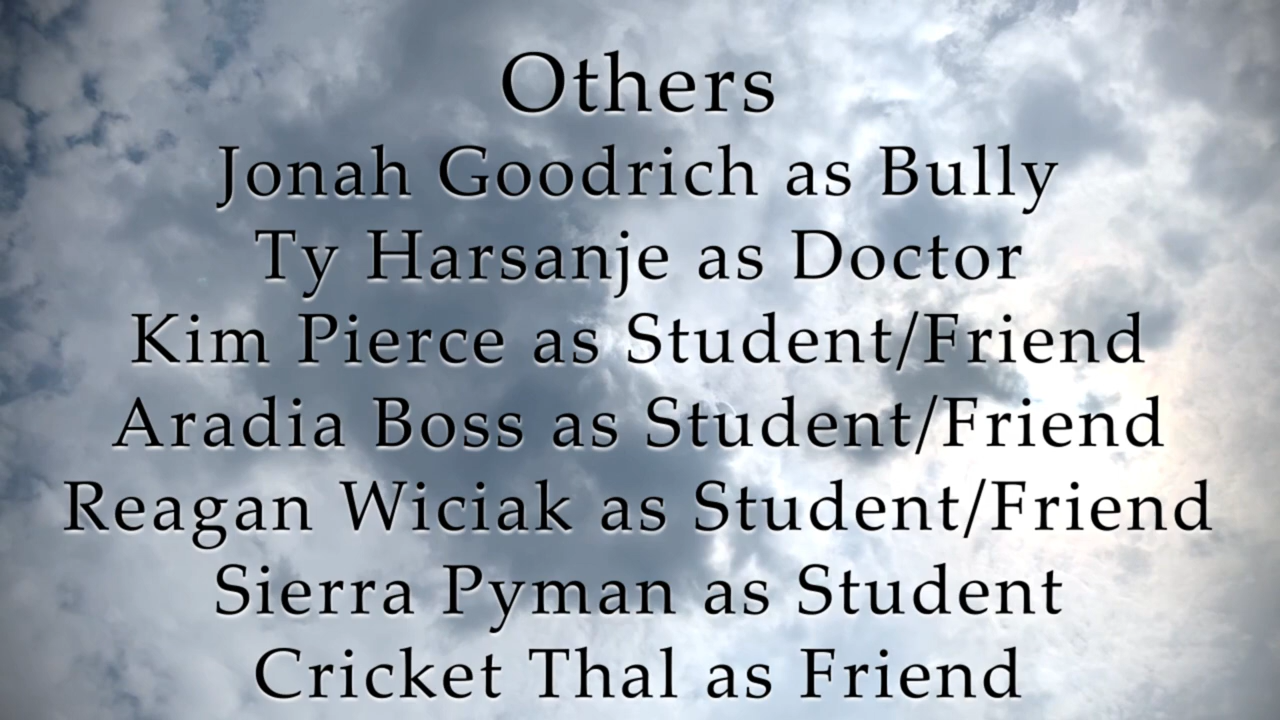 Others
Jonah Goodrich as Bully
Ty Harsanje as Doctor
Kim Pierce as Student/Friend
Aradia Boss as Student/Friend
Reagan Wiciak as Student/Friend
Sierra Pyman as Student
Cricket Thal as Friend